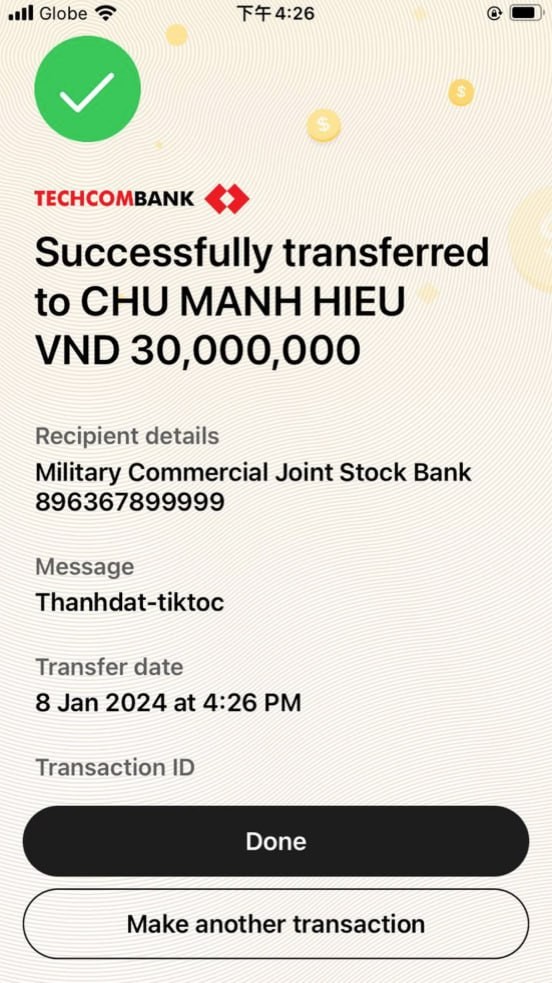 Globe 下午4:26
TECHCOMBANK
Successfully transferred
to CHU MANH HIEU
VND 30,000,000
Recipient details
Military Commercial Joint Stock Bank
896367899999
Message
Thanhdat-tiktoc
Transfer date
8 Jan 2024 at 4:26 PM
Transaction ID
Done
Make another transaction